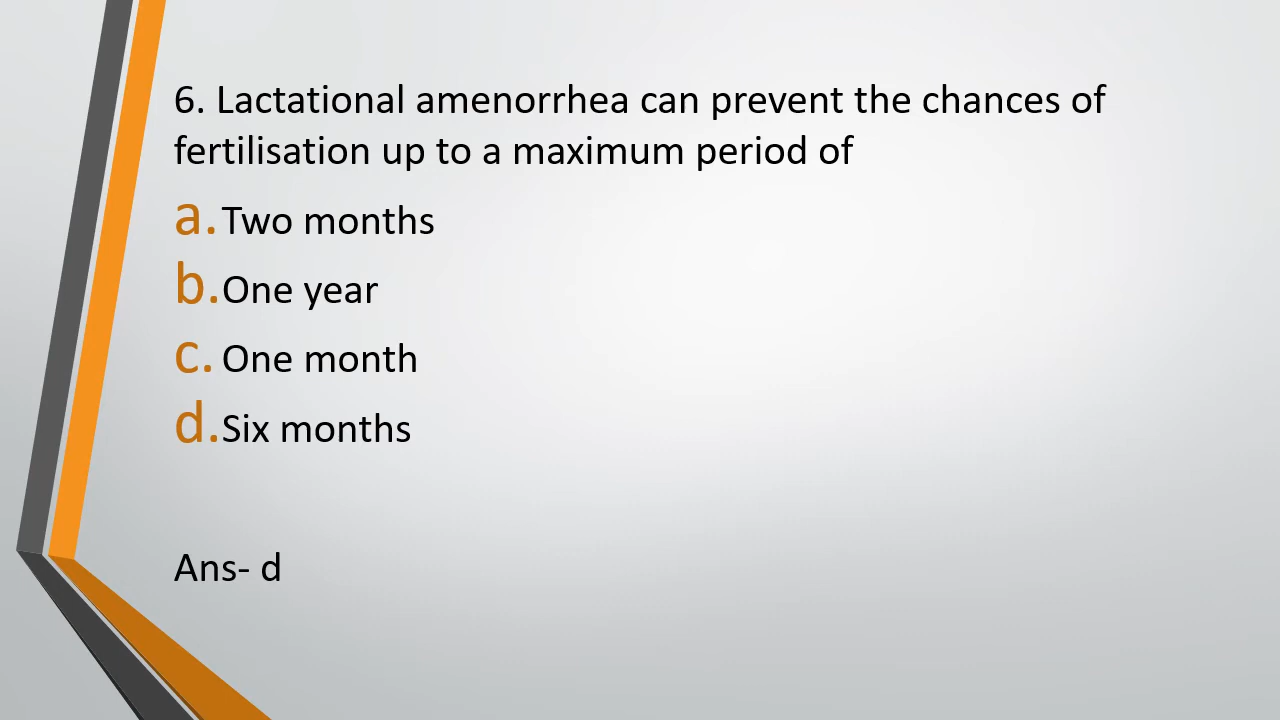 6. Lactational amenorrhea can prevent the chances of
fertilisation up to a maximum period of
a. Two months
b. One year
c. One month
d. Six months
Ans- d